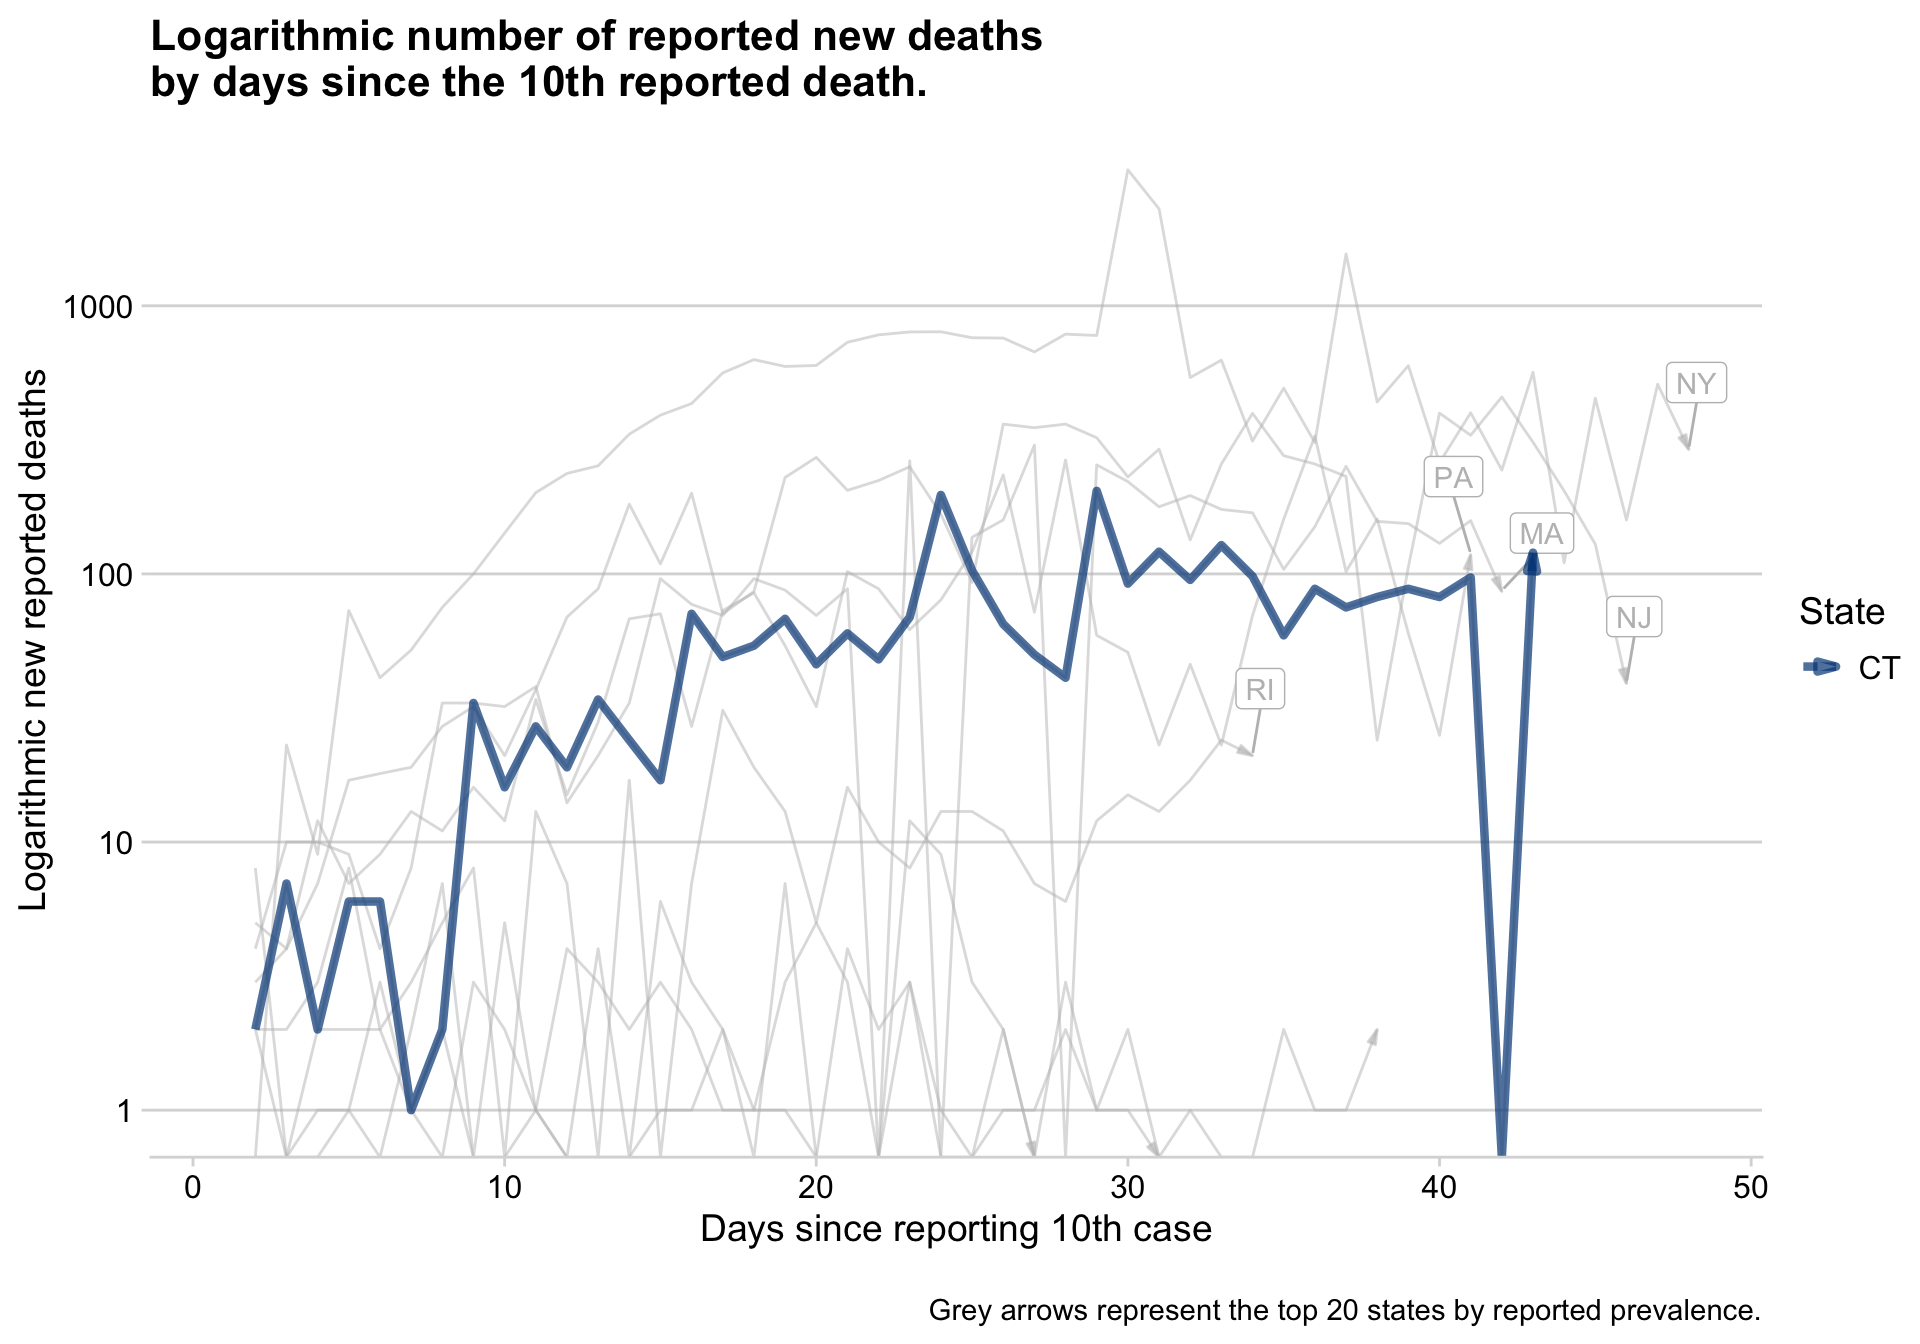 Logarithmic number of reported new deaths
by days since the 10th reported death.
Logarithmic new reported deaths
1000
100
10
1
NY
PA
MA
NJ
RI
State
CT
0
10
20
30
40
50
Days since reporting 10th case
Grey arrows represent the top 20 states by reported prevalence.